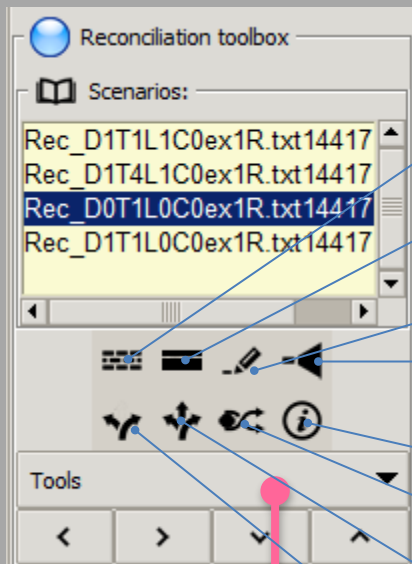 Reconciliation toolbox
Scenarios:
Rec_D1T1L1C0ex1R.txt14417
Rec_D1T4L1C0ex1R.txt14417
Rec_D0T1L0C0ex1R.txt14417
Rec_D1T1L0C0ex1R.txt14417
Tools